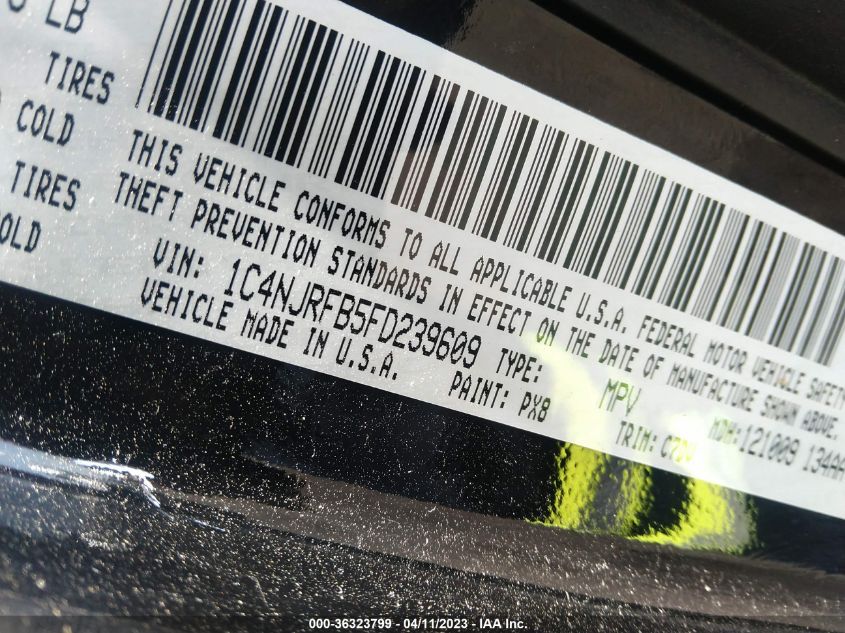 LB
TIRES
COLD
TIRES
OLD
THIS VEHICLE CONFORMS TO ALL APPLICABLE U.S.A. FEDERAL MOTOR VEHICLE SAFETY
THEFT PREVENTION STANDARDS IN EFFECT ON THE DATE OF MANUFACTURE SHOWN ABOVE.
VIN: 1C4NJRFB5FD239609 TYPE: MPV MDH:121009 134AA
VEHICLE MADE IN U.S.A. PAINT: PX8 TRIM:
000-36323799 - 04/11/2023 - IAA Inc.